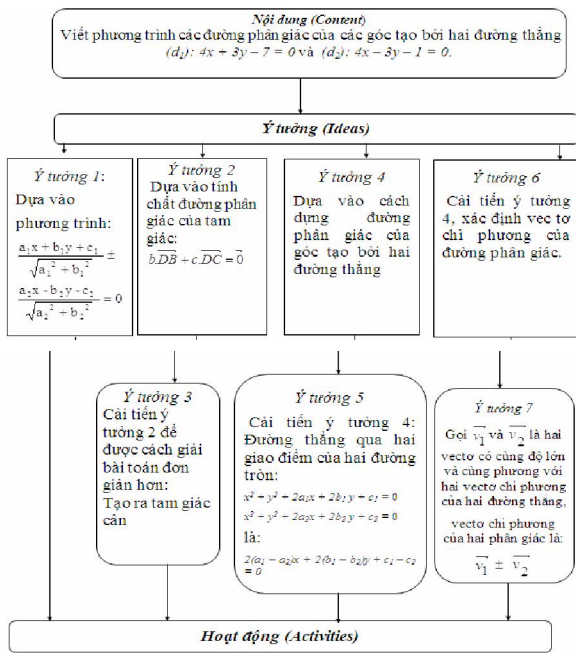 Nội dung (Content)
Viết phương trình các đường phân giác của các góc tạo bởi hai đường thẳng
(d₁): 4x + 3y – 7 = 0 và (d₂): 4x – 3y – 1 = 0.
Ý tưởng (Ideas)
Ý tưởng 1:
Dựa vào
phương trình:
a₁x + b₁y + c₁
√a₁² + b₁² ±
a₂x - b₂y - c₂
√a₂² + b₂² = 0
Ý tưởng 2
Dựa vào tính
chất đường phân
giác của tam
giác:
b.DB + c.DC = 0
Ý tưởng 4
Dựa vào cách
dựng đường
phân giác của
góc tạo bởi hai
đường thẳng
Ý tưởng 6
Cải tiến ý tưởng
4, xác định vec tơ
chỉ phương của
đường phân giác.
Ý tưởng 3
Cải tiến ý
tưởng 2 để
được cách giải
bài toán đơn
giản hơn:
Tạo ra tam giác
cân
Ý tưởng 5
Cải tiến ý tưởng 4:
Đường thẳng qua hai
giao điểm của hai đường
tròn:
x² + y² + 2a₁x + 2b₁y + c₁ = 0
x² + y² + 2a₂x + 2b₂y + c₂ = 0
là:
2(a₁ – a₂)x + 2(b₁ – b₂)y + c₁ – c₂
= 0
Ý tưởng 7
Gọi v₁ và v₂ là hai
vectơ có cùng độ lớn
và cùng phương với
hai vectơ chỉ phương
của hai đường thẳng,
vectơ chỉ phương
của hai phân giác là:
v₁ ± v₂
Hoạt động (Activities)